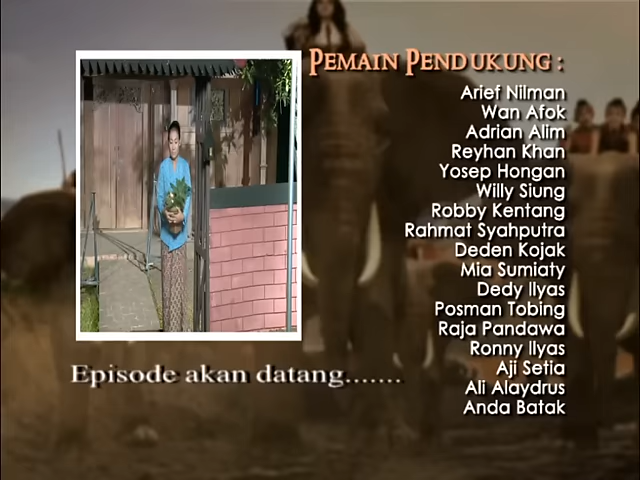 PEMAIN PENDUKUNG :
Arief Nilman
Wan Afok
Adrian Alim
Reyhan Khan
Yosep Hongan
Willy Siung
Robby Kentang
Rahmat Syahputra
Deden Kojak
Mia Sumiaty
Dedy Ilyas
Posman Tobing
Raja Pandawa
Ronny Ilyas
Aji Setia
Ali Alaydrus
Anda Batak
Episode akan datang.......